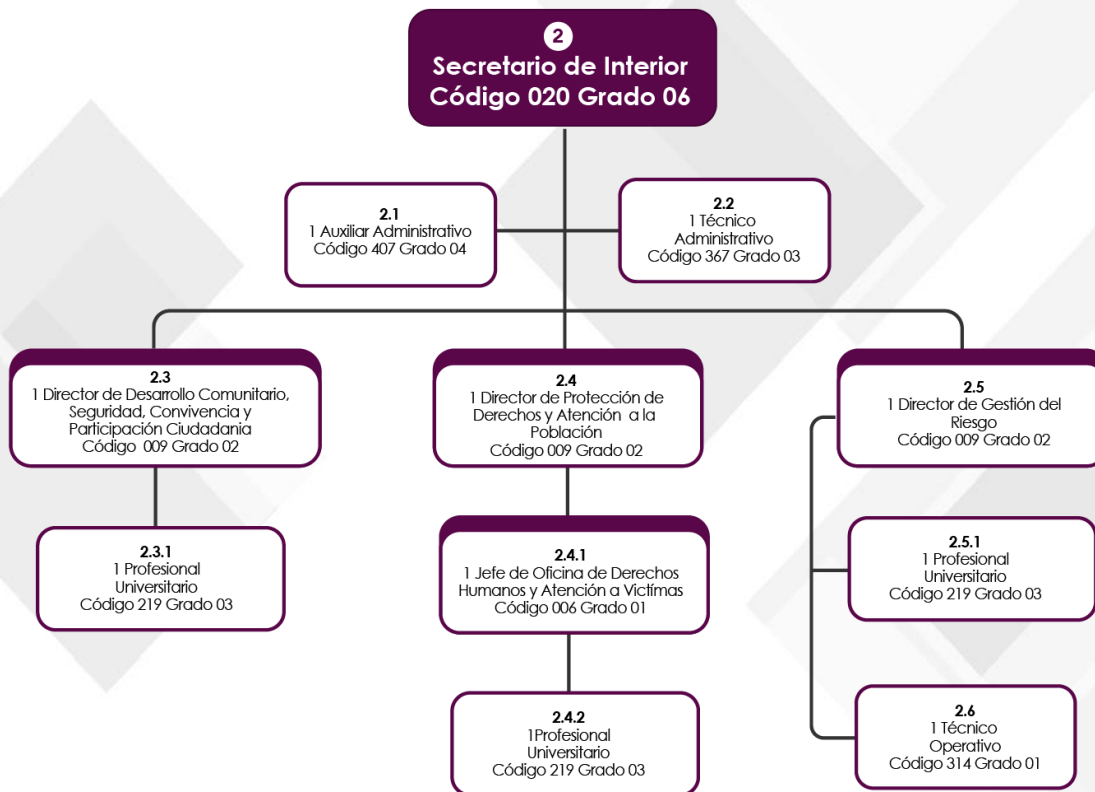 2
Secretario de Interior
Código 020 Grado 06
2.1
1 Auxiliar Administrativo
Código 407 Grado 04
2.2
1 Técnico
Administrativo
Código 367 Grado 03
2.3
1 Director de Desarrollo Comunitario,
Seguridad, Convivencia y
Participación Ciudadania
Código 009 Grado 02
2.4
1 Director de Protección de
Derechos y Atención a la
Población
Código 009 Grado 02
2.5
1 Director de Gestión del
Riesgo
Código 009 Grado 02
2.3.1
1 Profesional
Universitario
Código 219 Grado 03
2.4.1
1 Jefe de Oficina de Derechos
Humanos y Atención a Victímas
Código 006 Grado 01
2.5.1
1 Profesional
Universitario
Código 219 Grado 03
2.4.2
1Profesional
Universitario
Código 219 Grado 03
2.6
1 Técnico
Operativo
Código 314 Grado 01